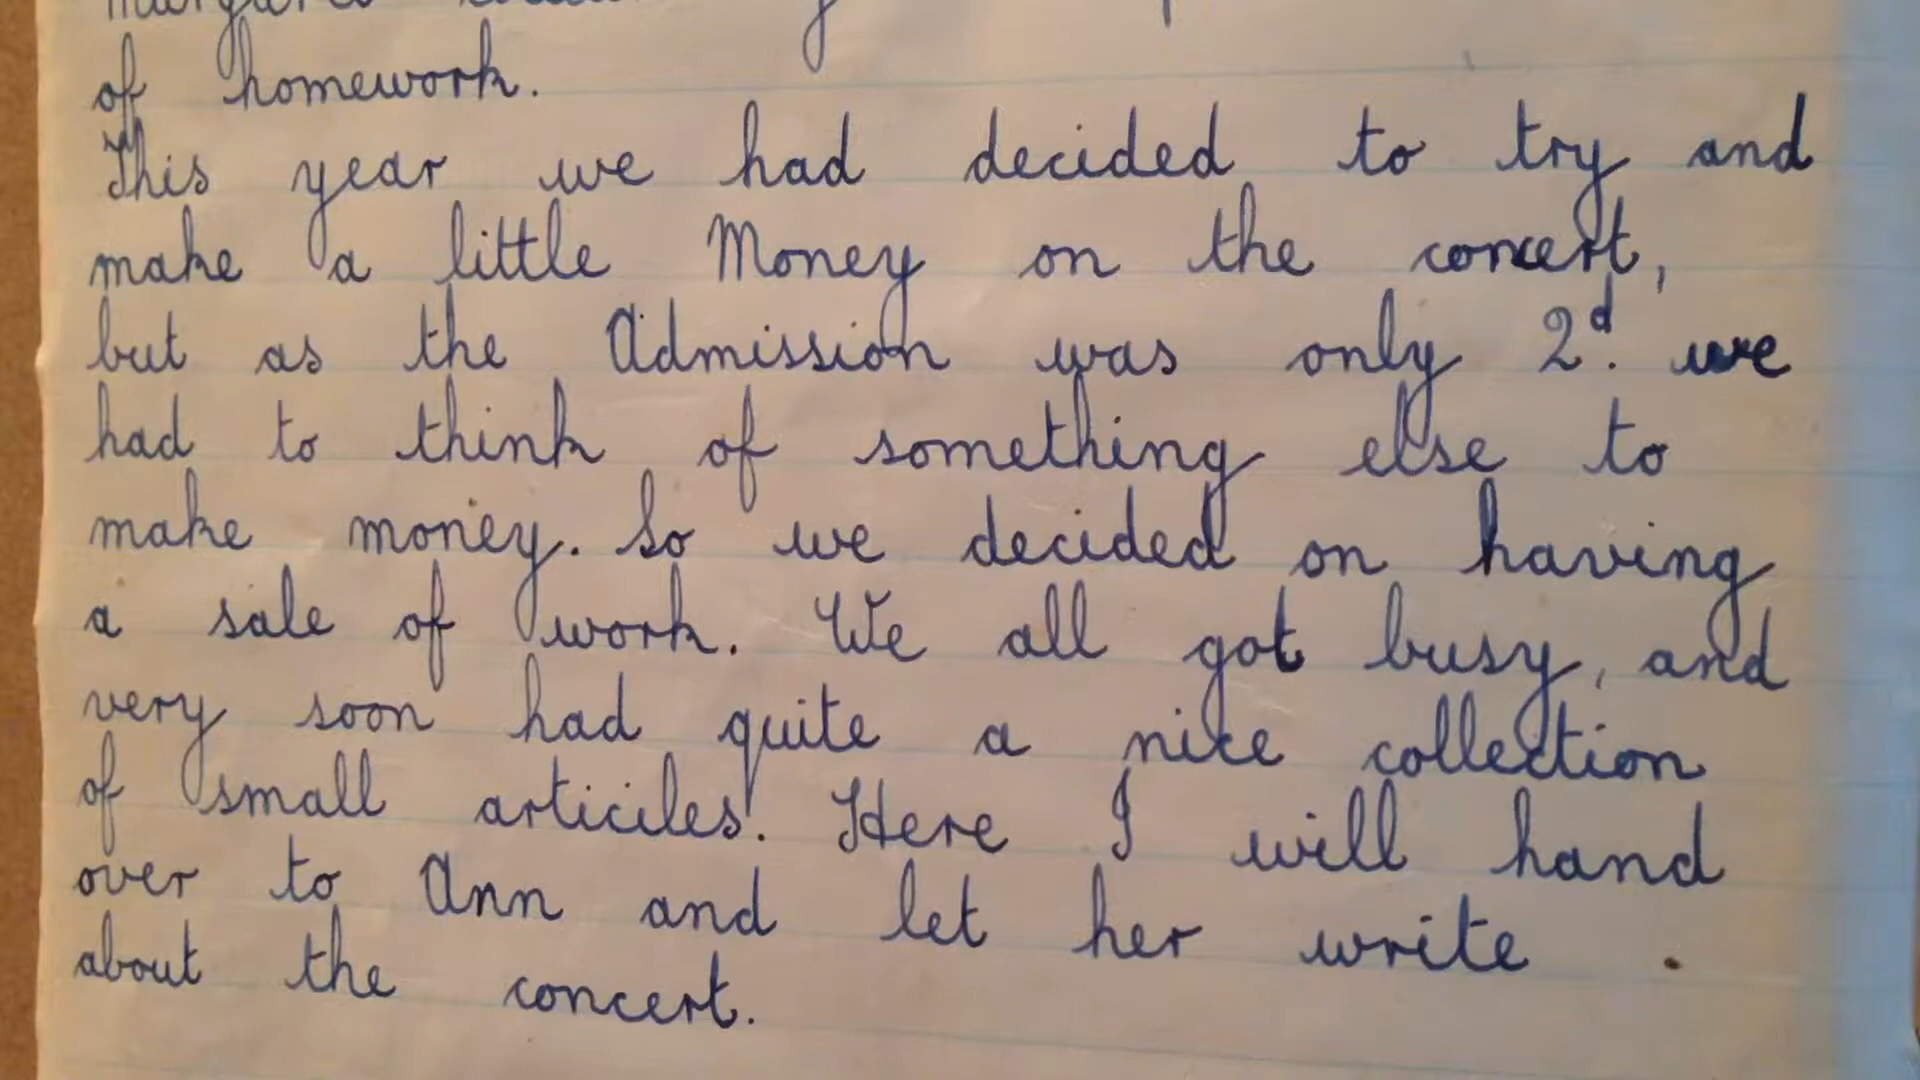 of homework.
This year we had decided to try and
make a little Money on the concert,
but as the Admission was only 2d. we
had to think of something else to
make money. So we decided on having
a sale of work. We all got busy, and
very soon had quite a nice collection
of small articiles. Here I will hand
over to Ann and let her write .
about the concert.